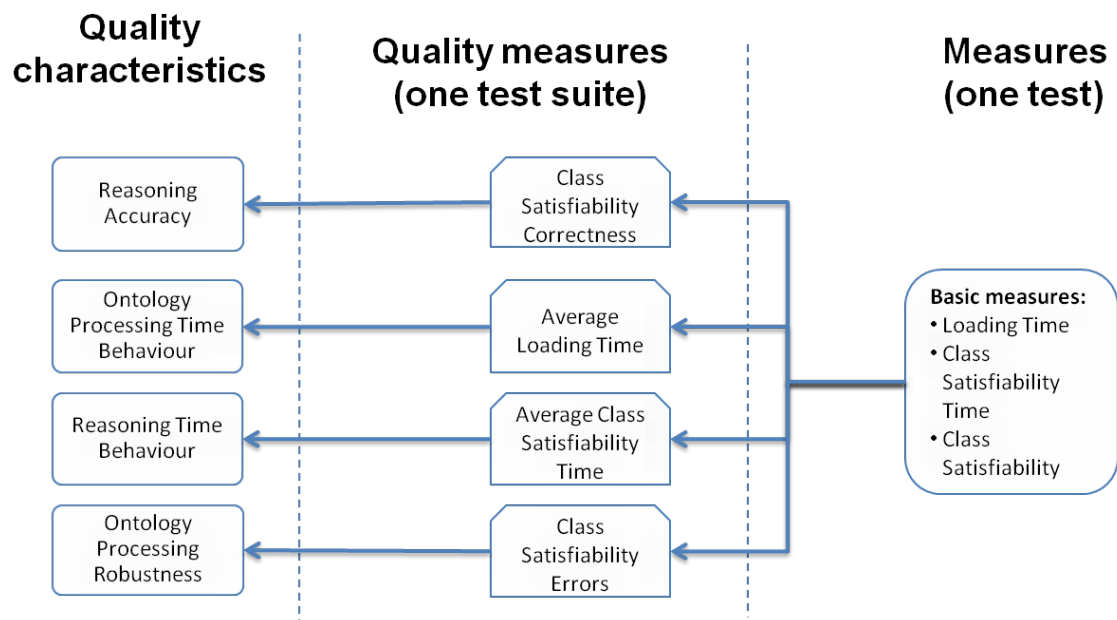 Quality
characteristics
Quality measures
(one test suite)
Measures
(one test)
Reasoning
Accuracy
Class
Satisfiability
Correctness
Ontology
Processing Time
Behaviour
Average
Loading Time
Basic measures:
• Loading Time
• Class
Satisfiability
Time
• Class
Satisfiability
Reasoning Time
Behaviour
Average Class
Satisfiability
Time
Ontology
Processing
Robustness
Class
Satisfiability
Errors